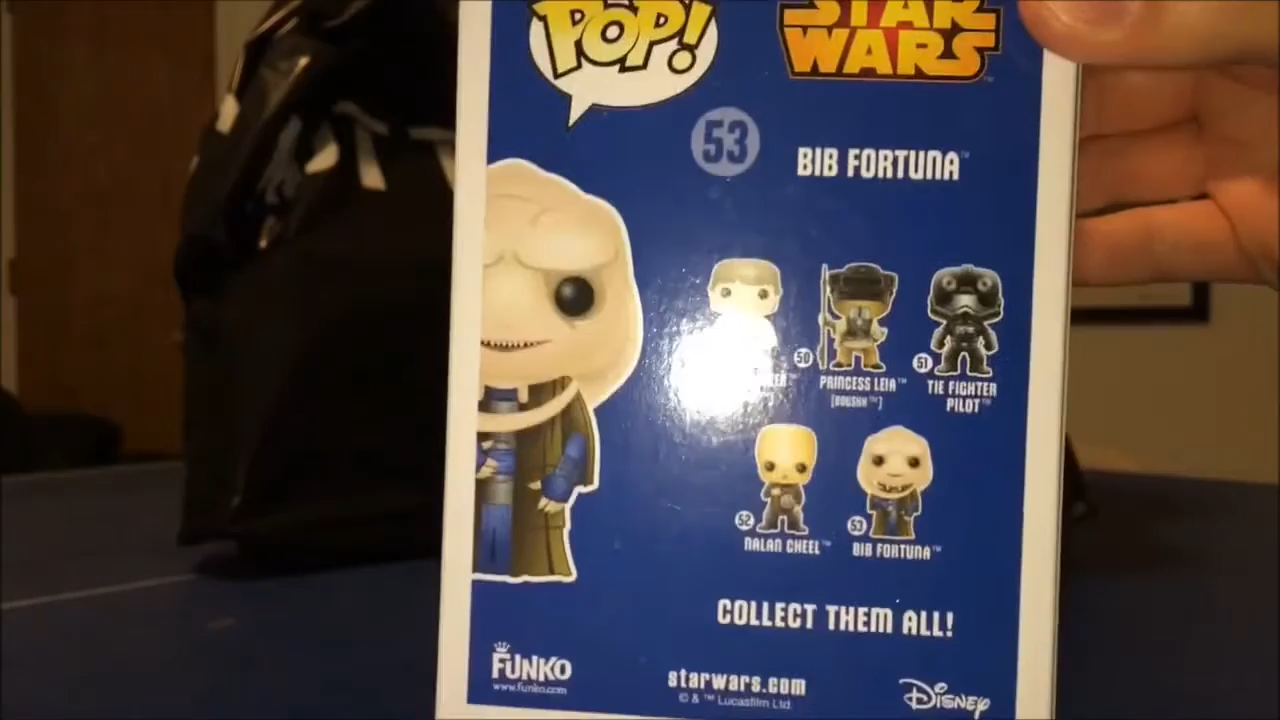 POP!
STAR
WARS™
53
BIB FORTUNA™
50
PRINCESS LEIA™
[BOUSHH™]
51
TIE FIGHTER
PILOT™
52
NALAN CHEEL™
53
BIB FORTUNA™
COLLECT THEM ALL!
FUNKO
www.funko.com
starwars.com
© & ™ Lucasfilm Ltd.
DISNEY